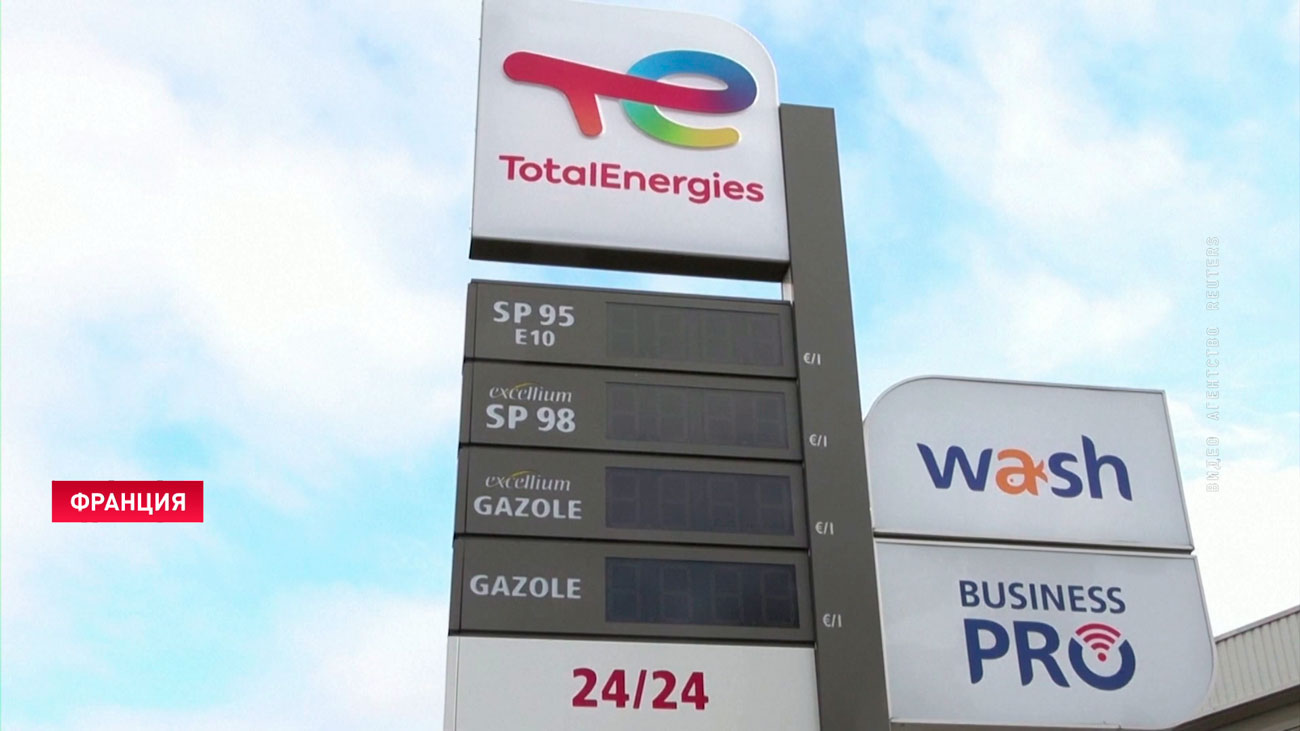 TotalEnergies
SP 95
E10
€/l
excellium
SP 98
€/l
excellium
GAZOLE
€/l
GAZOLE
€/l
24/24
wash
BUSINESS
PRO
ФРАНЦИЯ
ВИДЕО АГЕНТСТВО REUTERS